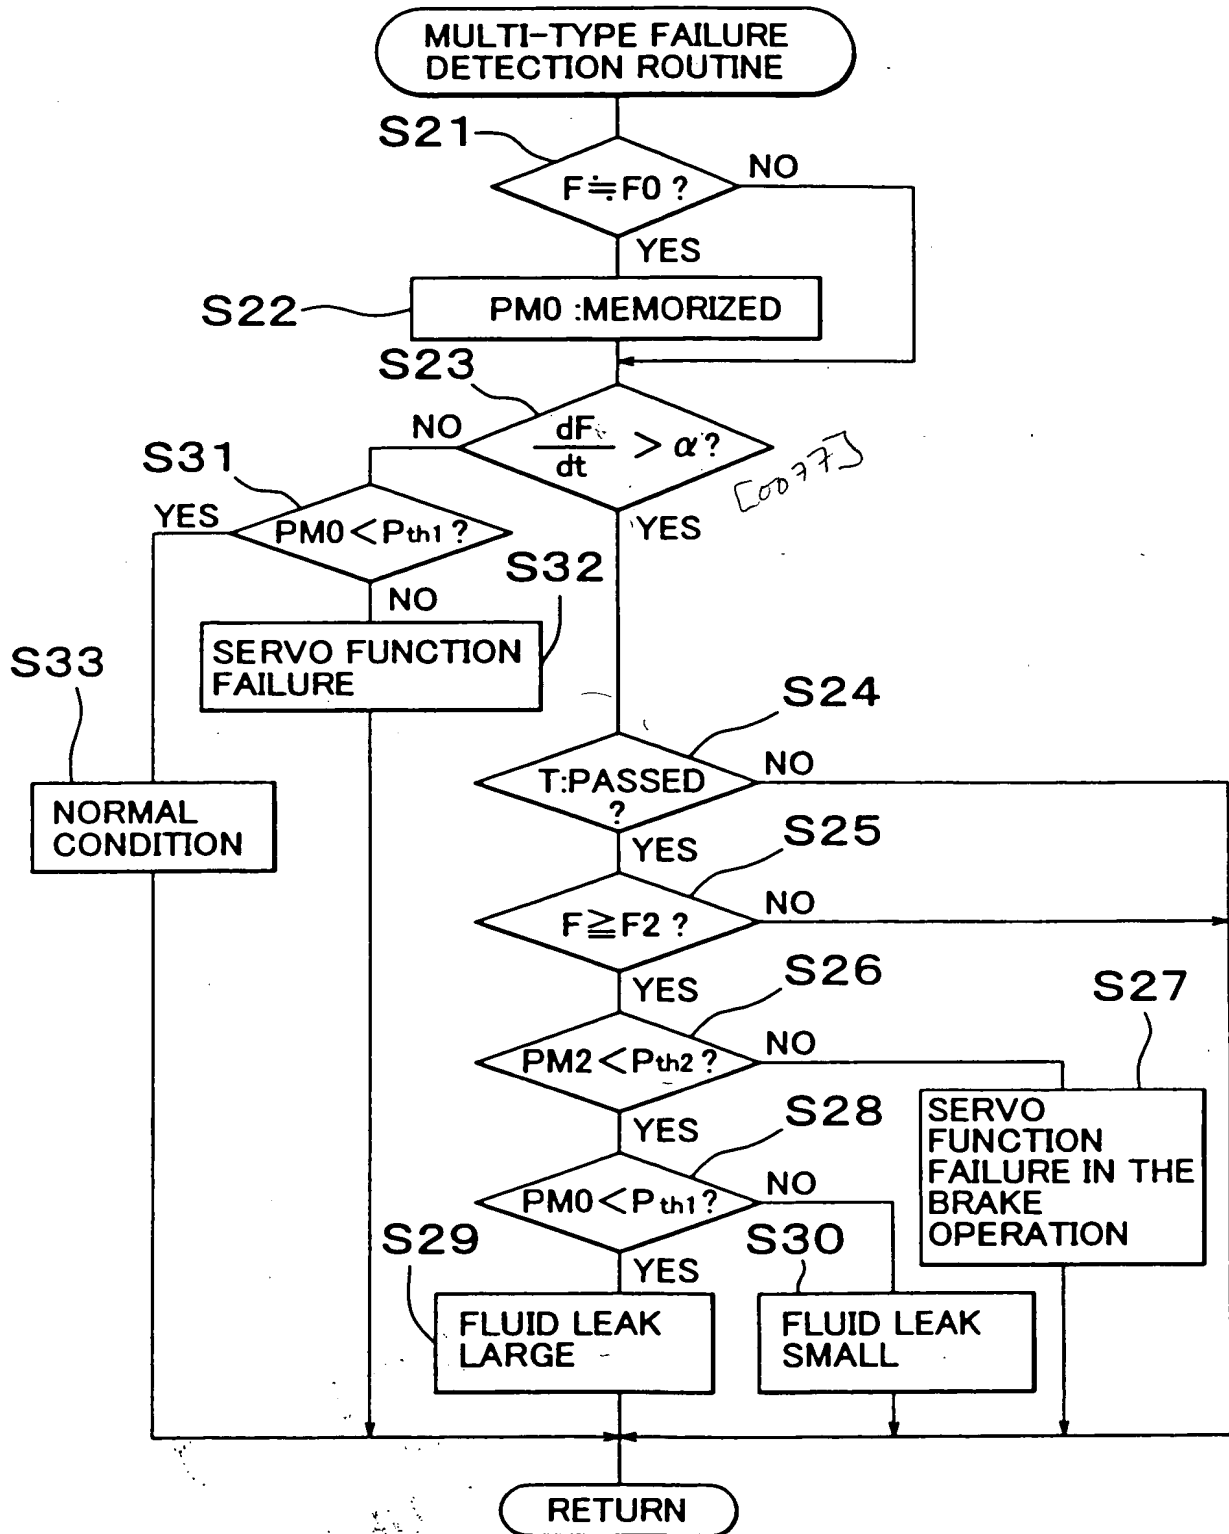 MULTI-TYPE FAILURE
DETECTION ROUTINE
S21
F≒F0 ?
NO
YES
S22
PM0 :MEMORIZED
S23
NO
dF
dt
> α ?
[0077]
YES
S31
YES
PM0 < Pth1 ?
NO
S32
SERVO FUNCTION
FAILURE
S33
NORMAL
CONDITION
S24
T:PASSED
?
NO
YES
S25
F≧F2 ?
NO
YES
S26
PM2 < Pth2 ?
NO
YES
S27
SERVO
FUNCTION
FAILURE IN THE
BRAKE
OPERATION
S28
PM0 < Pth1 ?
NO
YES
S29
FLUID LEAK
LARGE
S30
FLUID LEAK
SMALL
RETURN